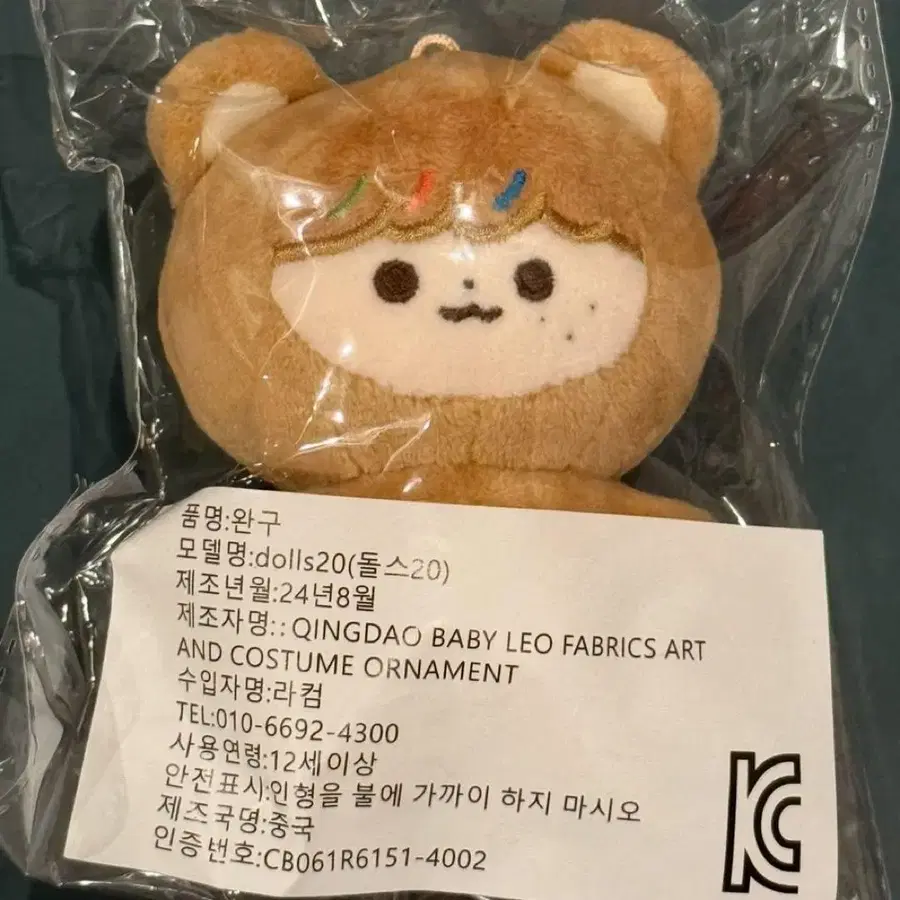 품명:완구
모델명:dolls20(돌스20)
제조년월:24년8월
제조자명:: QINGDAO BABY LEO FABRICS ART
AND COSTUME ORNAMENT
수입자명:라컴
TEL:010-6692-4300
사용연령:12세이상
안전표시:인형을 불에 가까이 하지 마시오
제조국명:중국
인증번호:CB061R6151-4002
KC